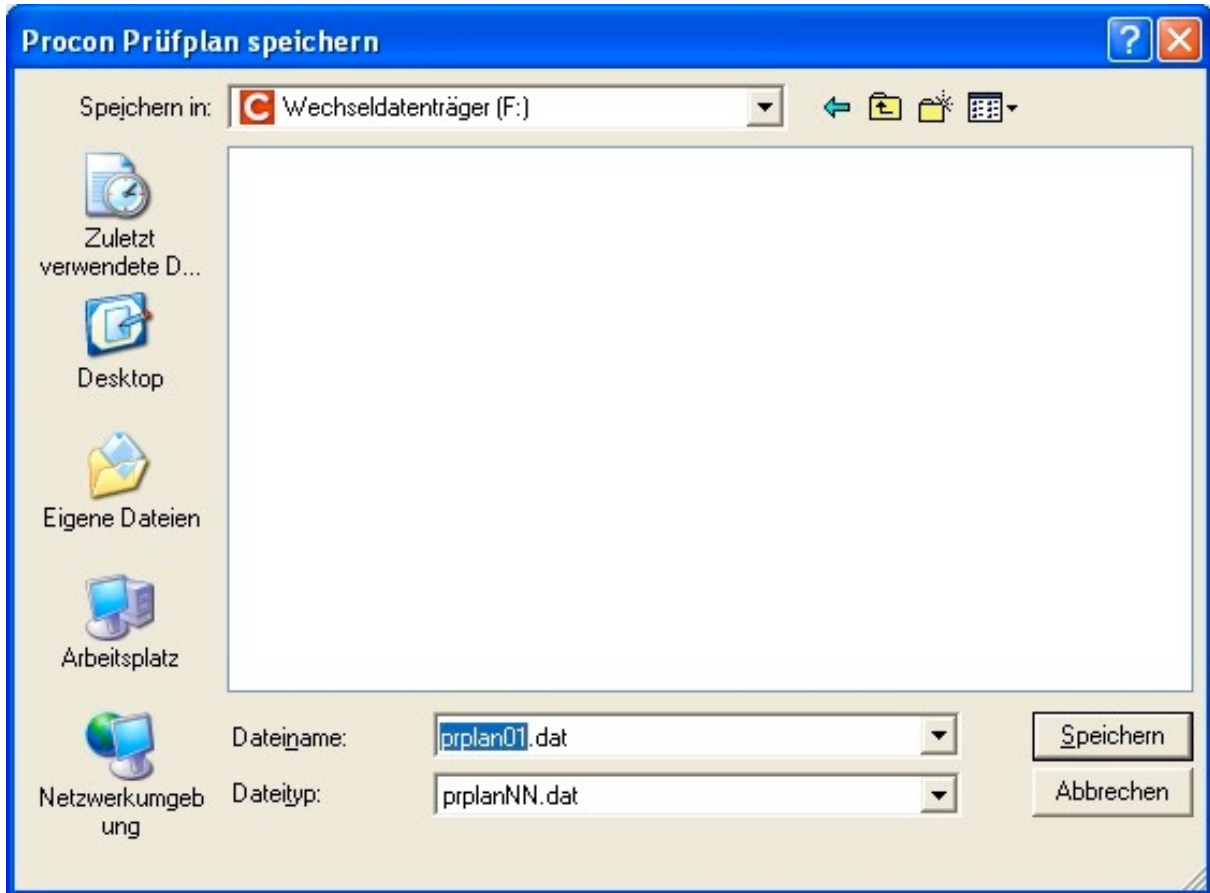 Procon Prüfplan speichern
Speichern in:
C Wechseldatenträger (F:)
Zuletzt
verwendete D...
Desktop
Eigene Dateien
Arbeitsplatz
Netzwerkumgeb
ung
Dateiname:
prplan01.dat
Speichern
Dateityp:
prplanNN.dat
Abbrechen